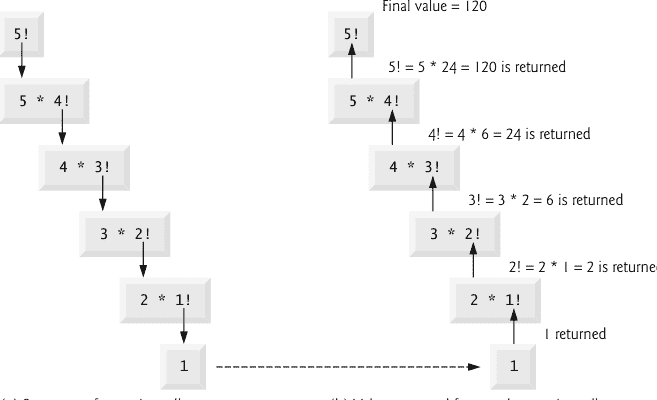 5!
5 * 4!
4 * 3!
3 * 2!
2 * 1!
1
Final value = 120
5!
5! = 5 * 24 = 120 is returned
5 * 4!
4! = 4 * 6 = 24 is returned
4 * 3!
3! = 3 * 2 = 6 is returned
3 * 2!
2! = 2 * 1 = 2 is returned
2 * 1!
1 returned
1